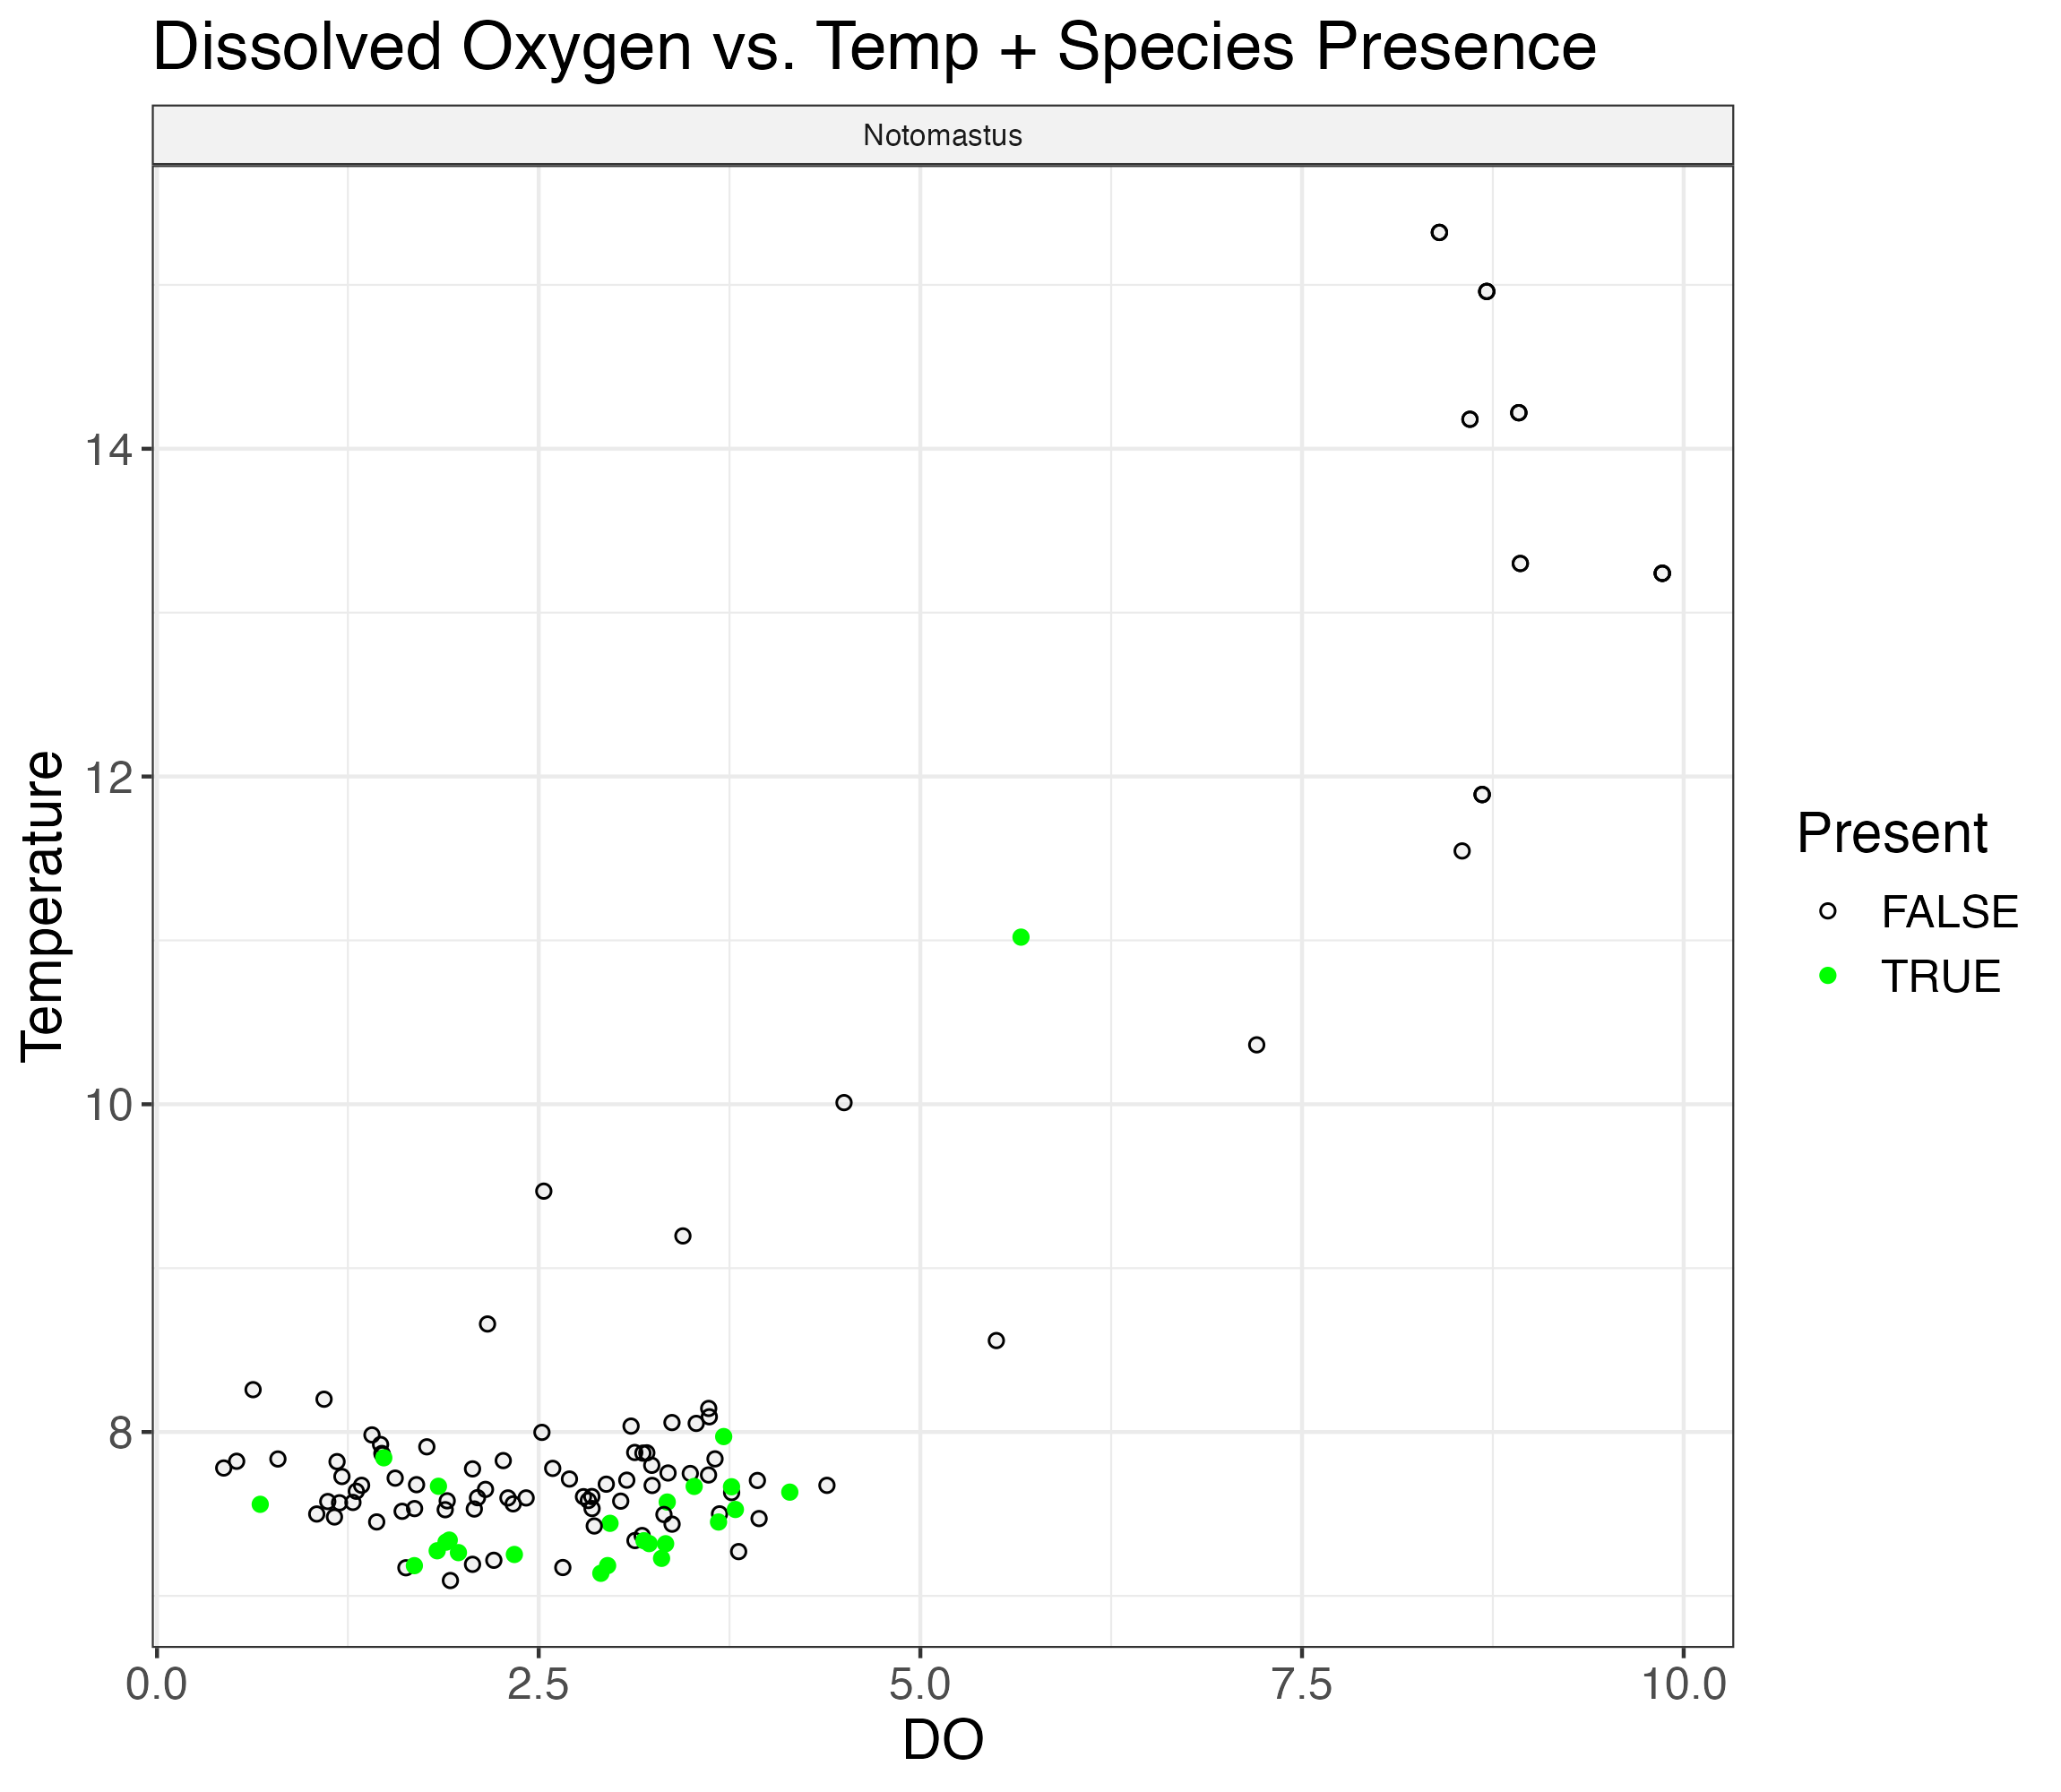 Dissolved Oxygen vs. Temp + Species Presence
Notomastus
14
12
10
8
Temperature
0.0 2.5 5.0 7.5 10.0
DO
Present
FALSE
TRUE